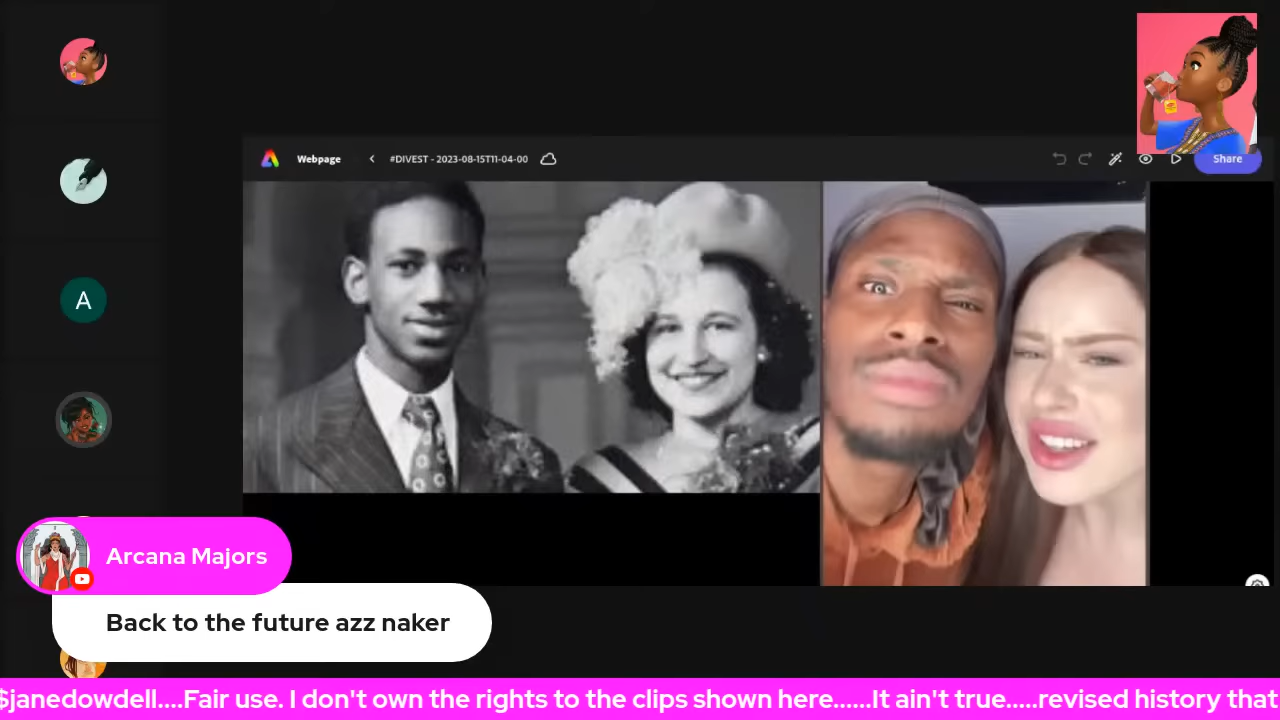 Webpage
#DIVEST - 2023-08-15T11-04-00
Share
A
Arcana Majors
Back to the future azz naker
$janedowdell....Fair use. I don't own the rights to the clips shown here......It ain't true.....revised history that